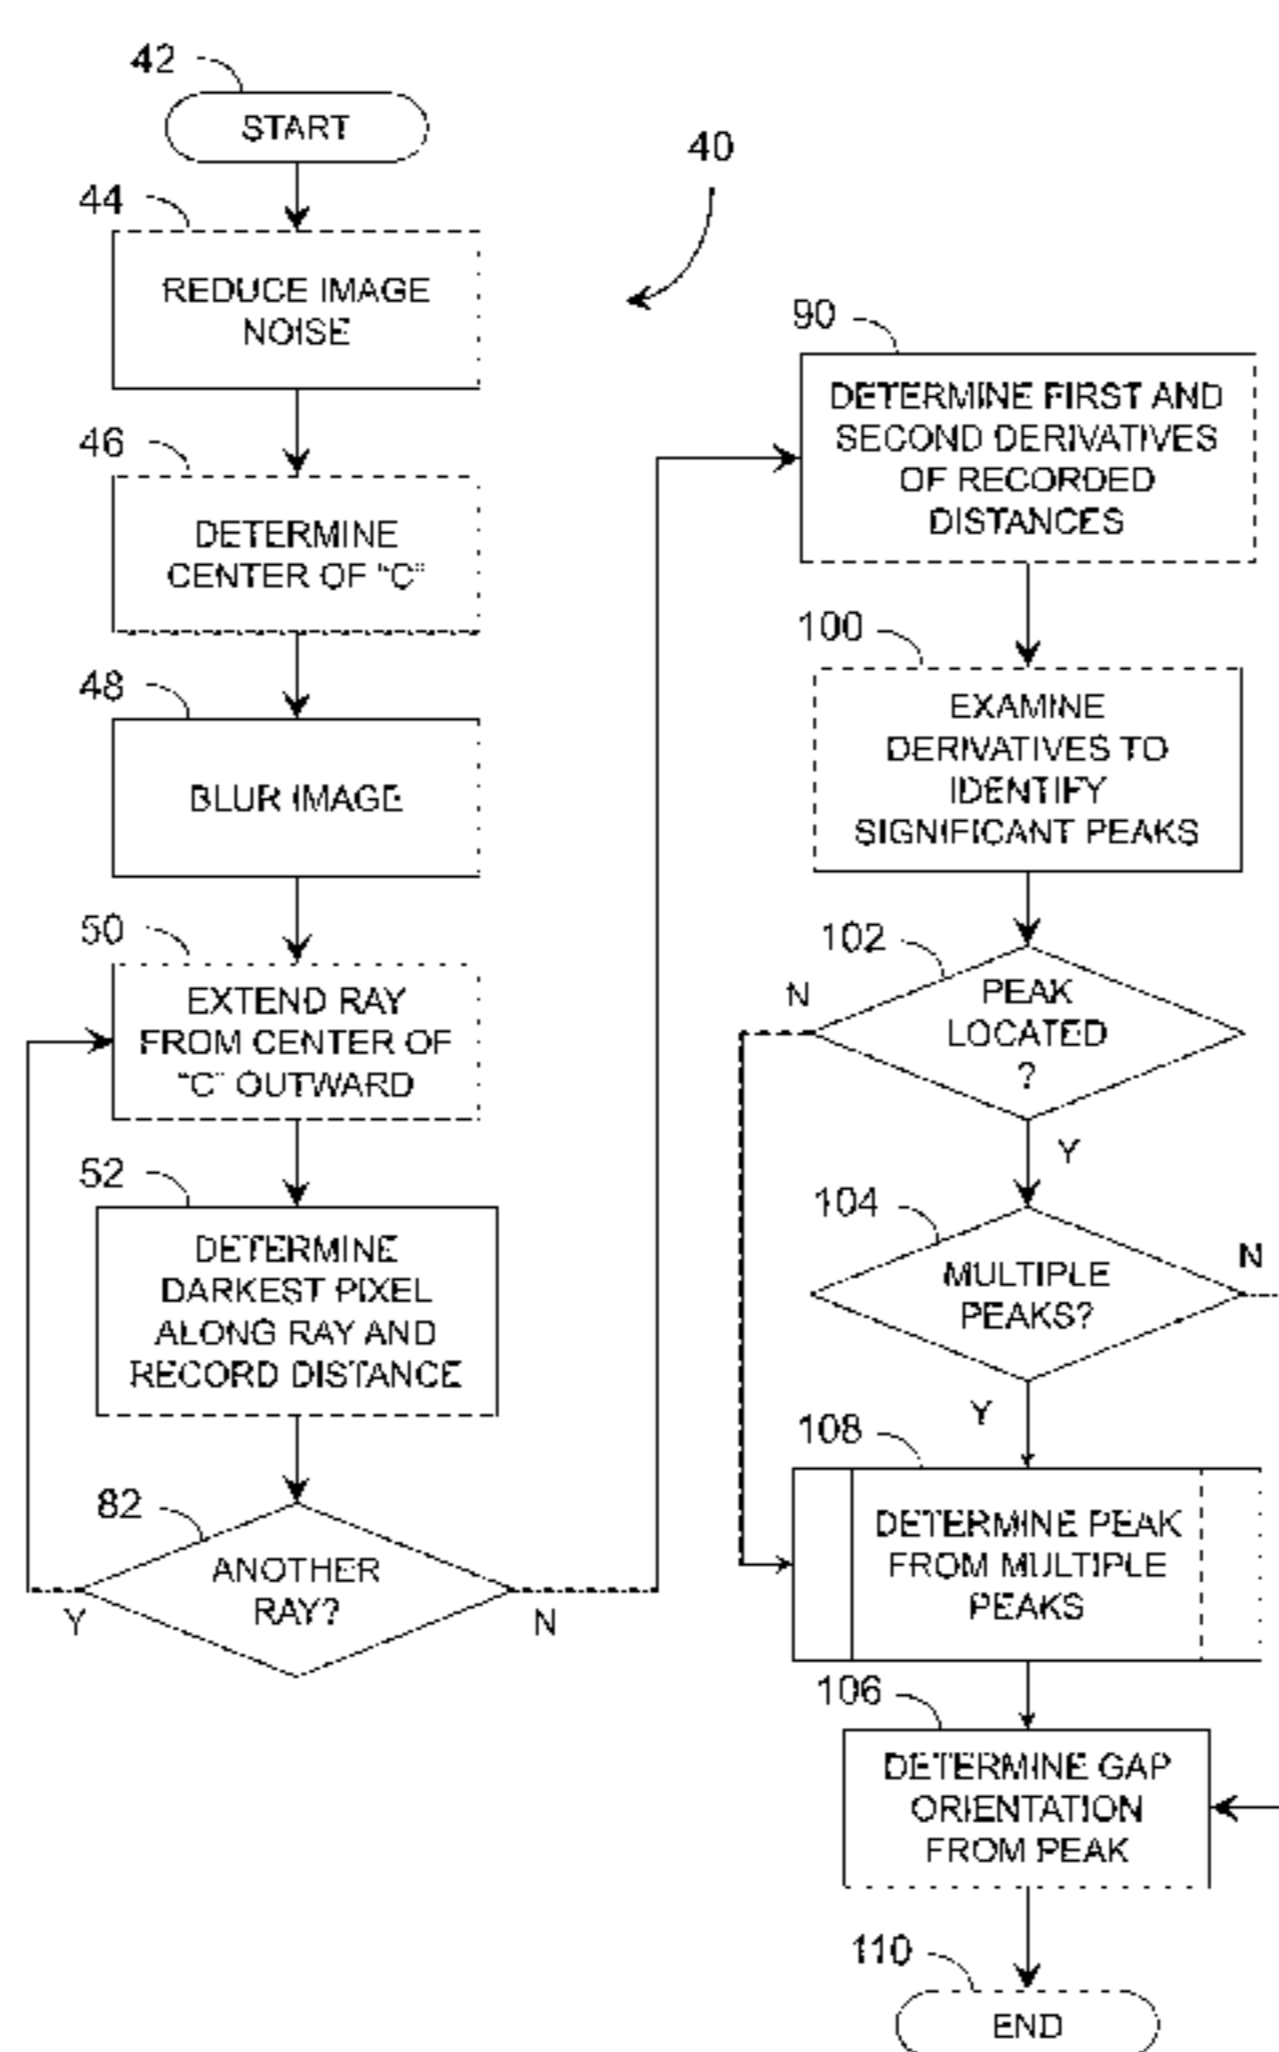 42
START
44
REDUCE IMAGE
NOISE
46
DETERMINE
CENTER OF "C"
48
BLUR IMAGE
50
EXTEND RAY
FROM CENTER OF
"C" OUTWARD
52
DETERMINE
DARKEST PIXEL
ALONG RAY AND
RECORD DISTANCE
82
ANOTHER
RAY?
Y
N
40
90
DETERMINE FIRST AND
SECOND DERIVATIVES
OF RECORDED
DISTANCES
100
EXAMINE
DERIVATIVES TO
IDENTIFY
SIGNIFICANT PEAKS
102
N
PEAK
LOCATED
?
Y
104
N
MULTIPLE
PEAKS?
Y
108
DETERMINE PEAK
FROM MULTIPLE
PEAKS
106
DETERMINE GAP
ORIENTATION
FROM PEAK
110
END